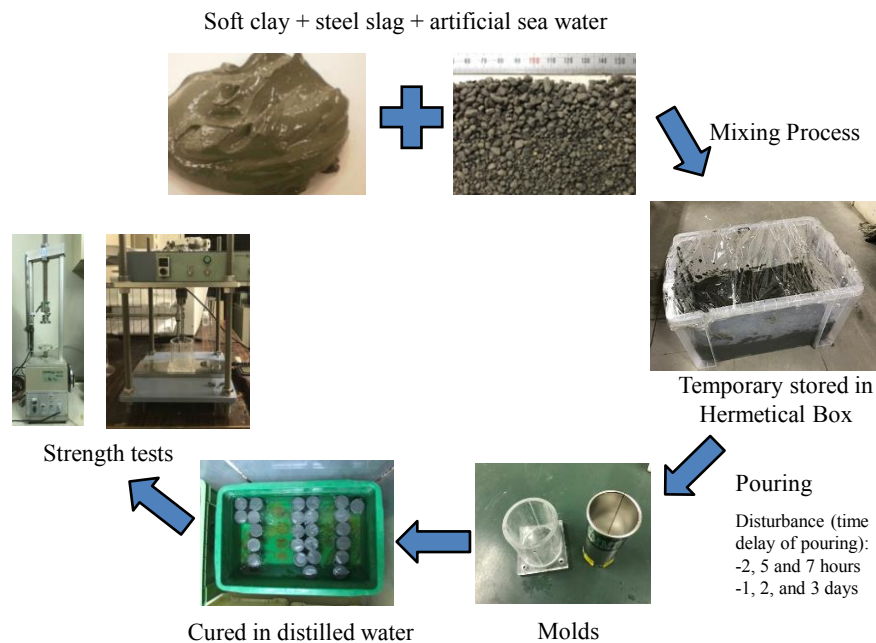 Soft clay + steel slag + artificial sea water
Mixing Process
Temporary stored in
Hermetical Box
Pouring
Disturbance (time
delay of pouring):
-2, 5 and 7 hours
-1, 2, and 3 days
Molds
Cured in distilled water
Strength tests